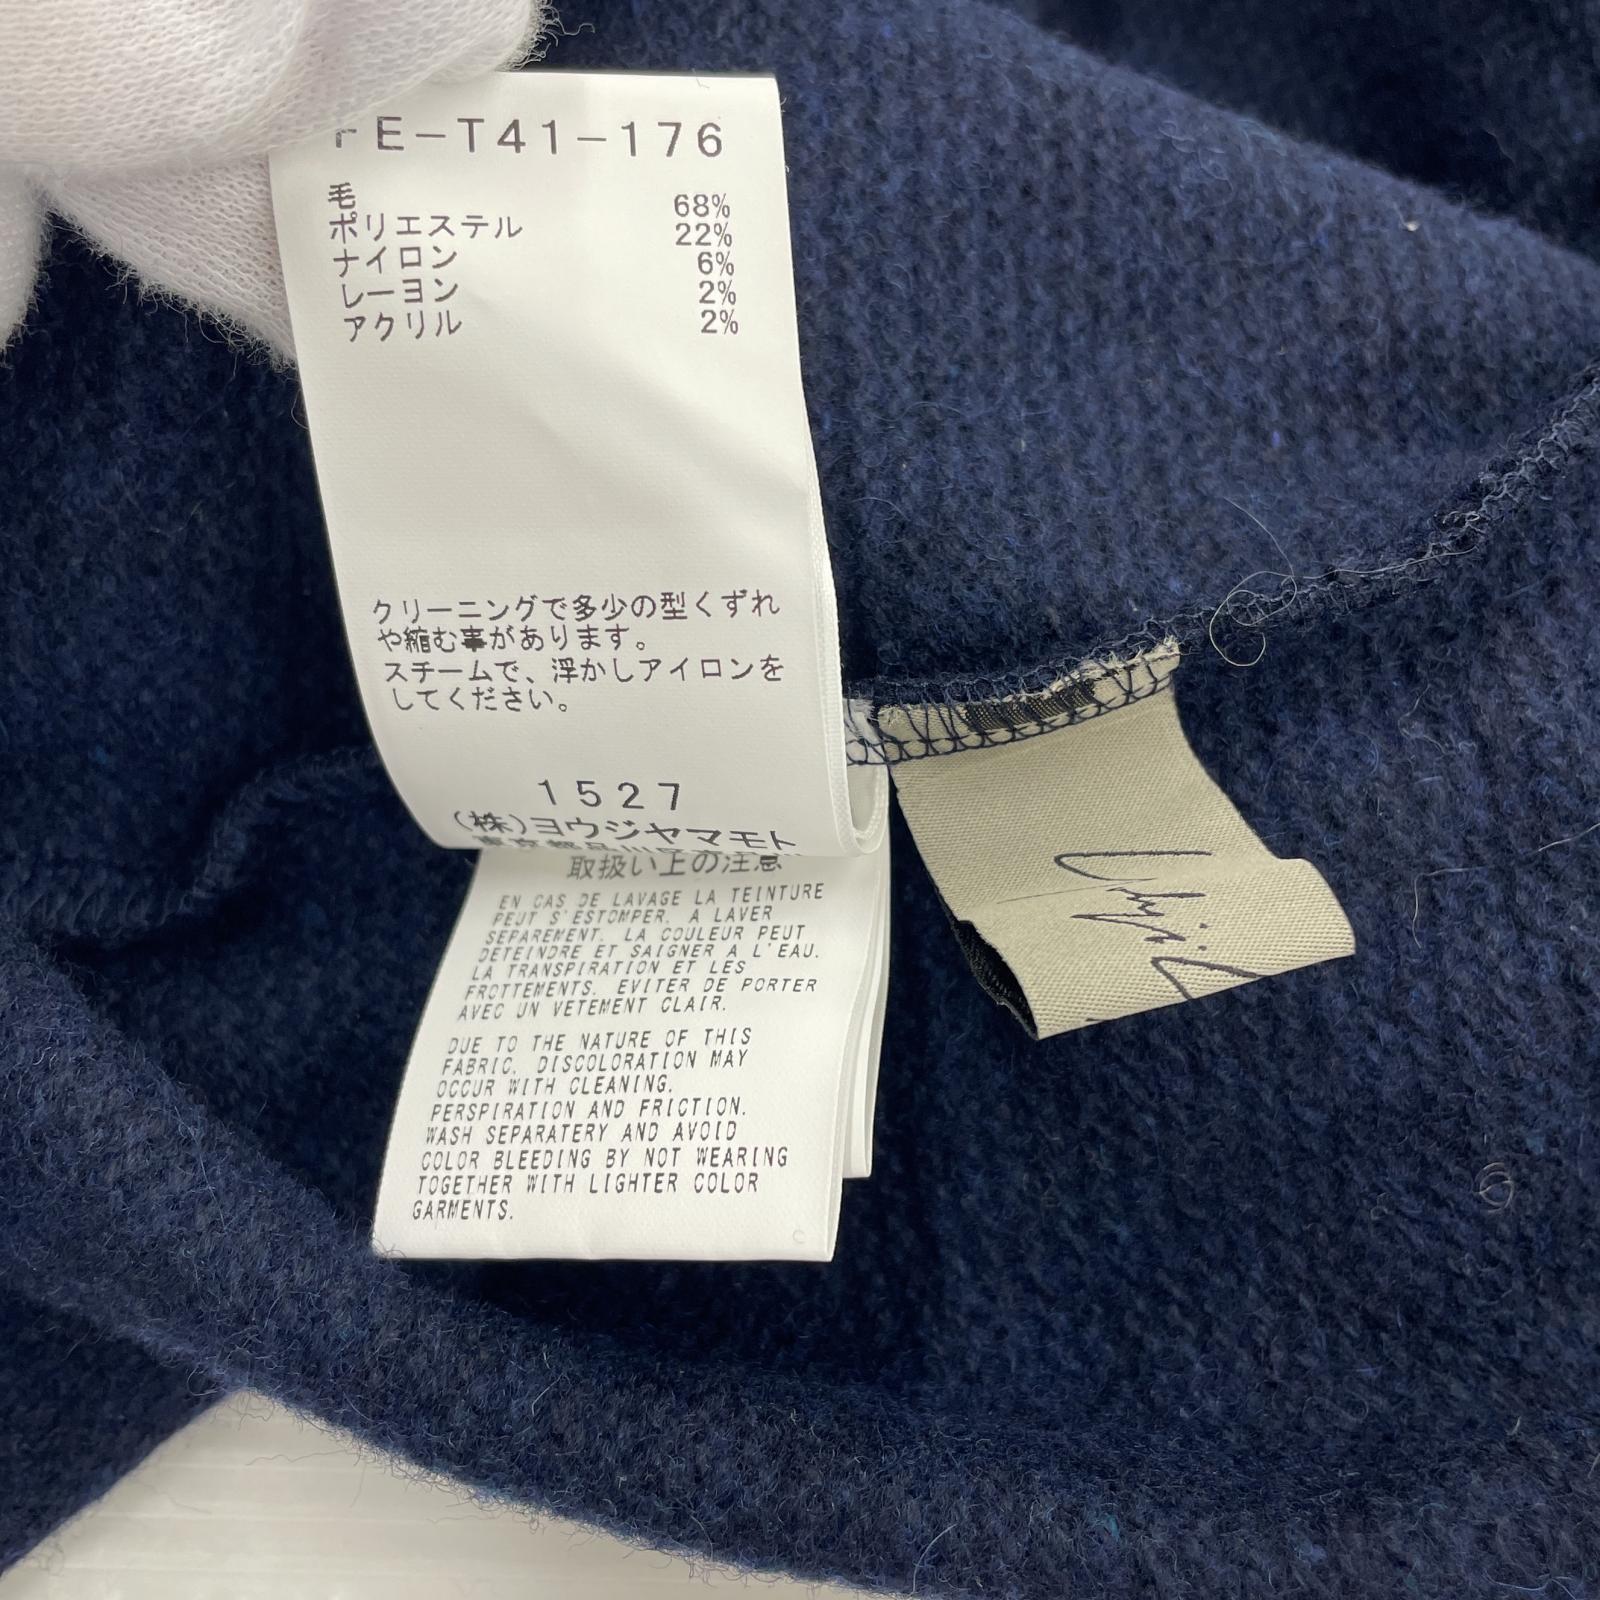 FE-T41-176
毛 68%
ポリエステル 22%
ナイロン 6%
レーヨン 2%
アクリル 2%
クリーニングで多少の型くずれ
や縮む事があります。
スチームで、浮かしアイロンを
してください。
1527
(株)ヨウジヤマモト
取扱い上の注意
EN CAS DE LAVAGE LA TEINTURE
PEUT S'ESTOMPER. A LAVER
SEPAREMENT. LA COULEUR PEUT
DETEINDRE ET SAIGNER A L'EAU.
LA TRANSPIRATION ET LES
FROTTEMENTS. EVITER DE PORTER
AVEC UN VETEMENT CLAIR.
DUE TO THE NATURE OF THIS
FABRIC, DISCOLORATION MAY
OCCUR WITH CLEANING.
PERSPIRATION AND FRICTION.
WASH SEPARATERY AND AVOID
COLOR BLEEDING BY NOT WEARING
TOGETHER WITH LIGHTER COLOR
GARMENTS.